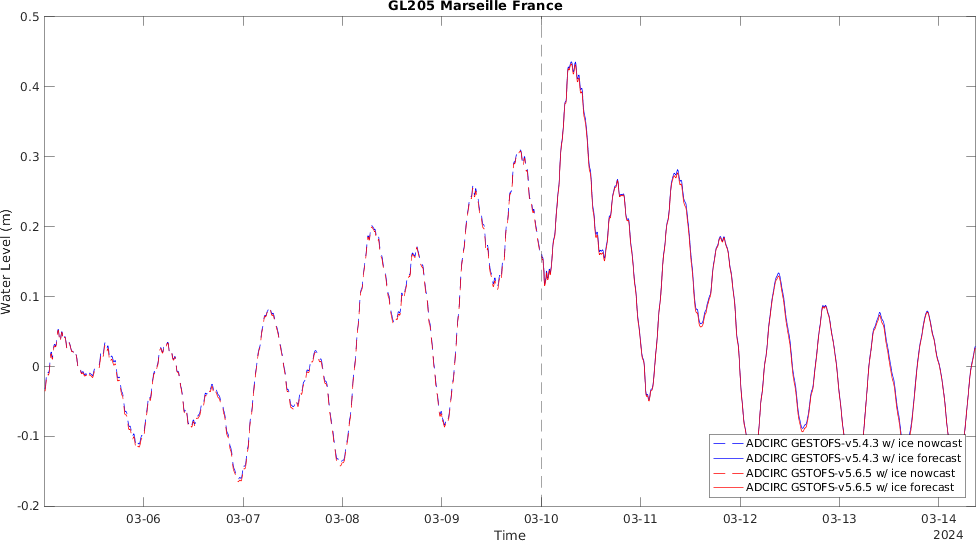 GL205 Marseille France
Water Level (m)
0.5
0.4
0.3
0.2
0.1
0
-0.1
-0.2
ADCIRC GESTOFS-v5.4.3 w/ ice nowcast
ADCIRC GESTOFS-v5.4.3 w/ ice forecast
ADCIRC GSTOFS-v5.6.5 w/ ice nowcast
ADCIRC GSTOFS-v5.6.5 w/ ice forecast
03-06 03-07 03-08 03-09 03-10 03-11 03-12 03-13 03-14
Time
2024